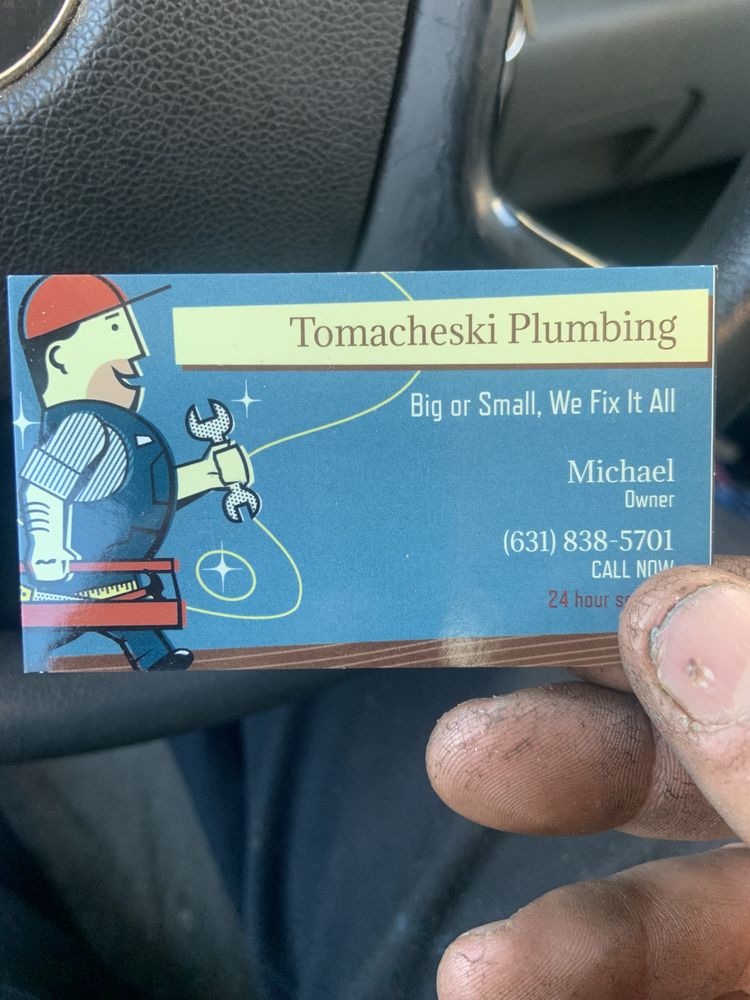 Tomacheski Plumbing
Big or Small, We Fix It All
Michael
Owner
(631) 838-5701
CALL NOW
24 hour